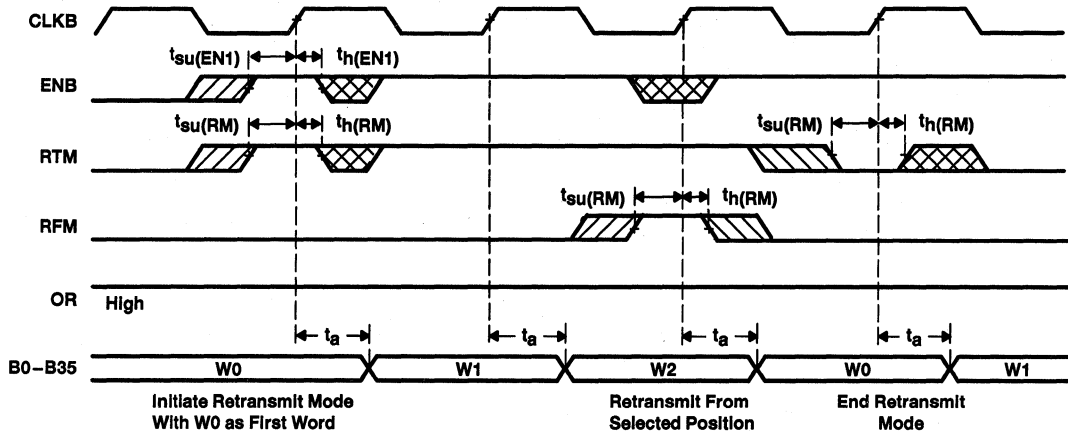 CLKB
tsu(EN1) th(EN1)
ENB
tsu(RM) th(RM) tsu(RM) th(RM)
RTM
tsu(RM) th(RM)
RFM
OR High
ta ta ta ta
B0–B35 W0 W1 W2 W0 W1
Initiate Retransmit Mode
With W0 as First Word
Retransmit From
Selected Position
End Retransmit
Mode